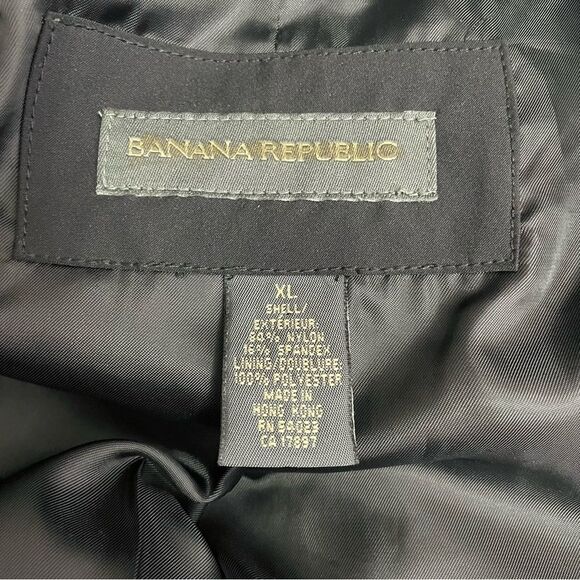 BANANA REPUBLIC
XL
SHELL/
EXTÉRIEUR:
84% NYLON
16% SPANDEX
LINING/DOUBLURE:
100% POLYESTER
MADE IN
HONG KONG
RN 54023
CA 17897